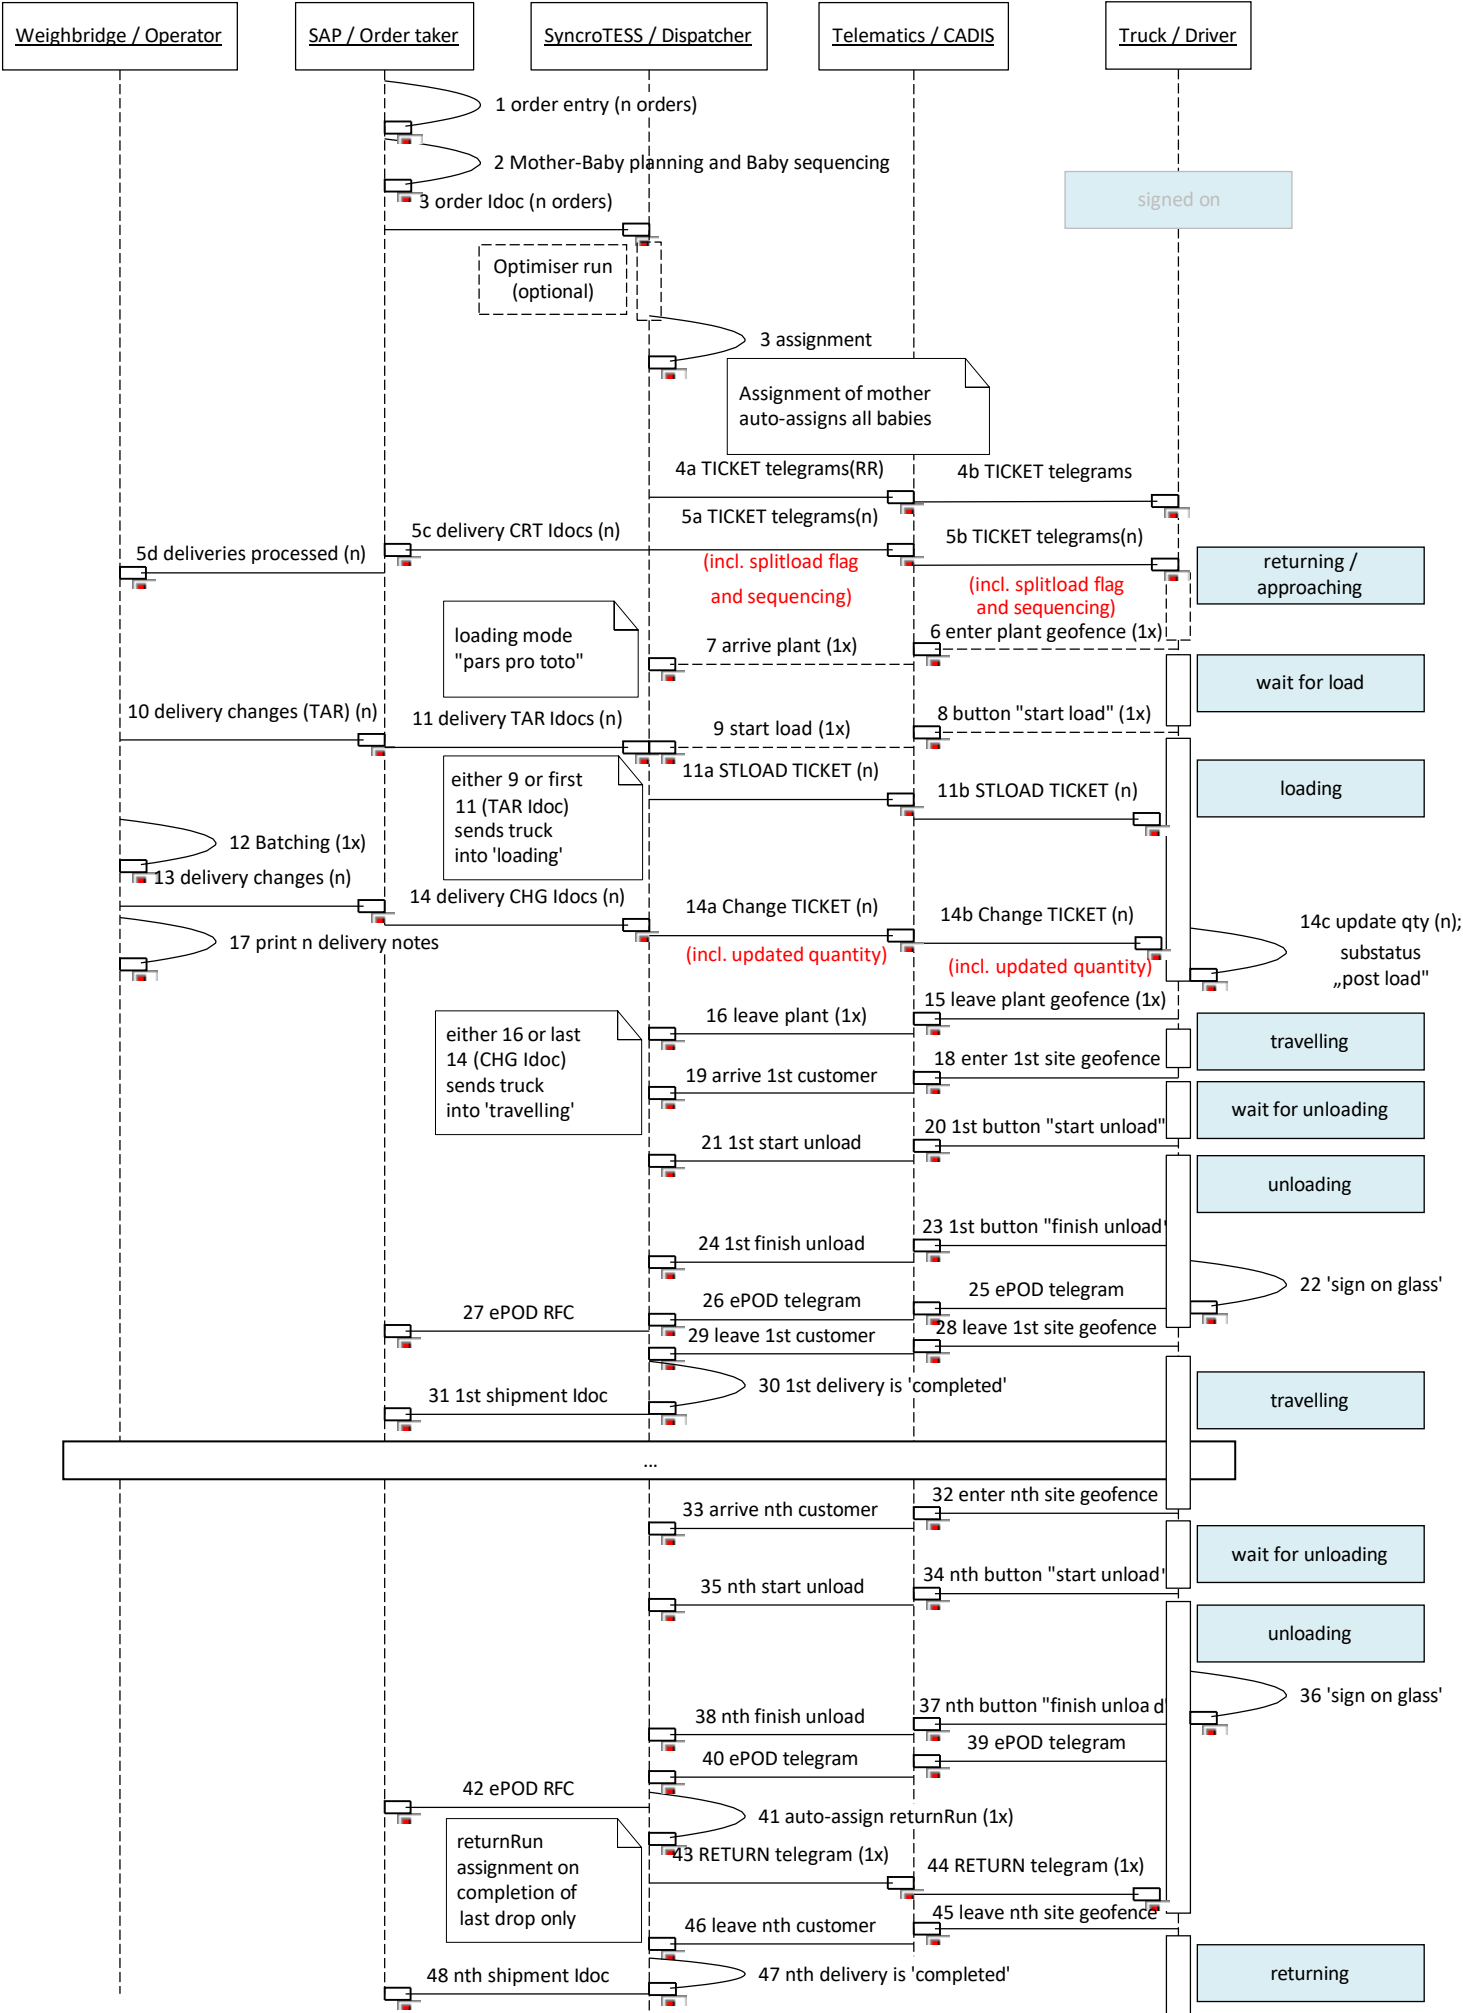 Weighbridge / Operator
SAP / Order taker
SyncroTESS / Dispatcher
Telematics / CADIS
Truck / Driver
1 order entry (n orders)
2 Mother-Baby planning and Baby sequencing
signed on
3 order Idoc (n orders)
Optimiser run
(optional)
3 assignment
Assignment of mother
auto-assigns all babies
4a TICKET telegrams(RR)
4b TICKET telegrams
5a TICKET telegrams(n)
5c delivery CRT Idocs (n)
5b TICKET telegrams(n)
5d deliveries processed (n)
(incl. splitload flag
and sequencing)
(incl. splitload flag
and sequencing)
returning /
approaching
loading mode
"pars pro toto"
6 enter plant geofence (1x)
7 arrive plant (1x)
wait for load
10 delivery changes (TAR) (n)
11 delivery TAR Idocs (n)
8 button "start load" (1x)
9 start load (1x)
either 9 or first
11 (TAR Idoc)
sends truck
into 'loading'
11a STLOAD TICKET (n)
11b STLOAD TICKET (n)
loading
12 Batching (1x)
13 delivery changes (n)
14 delivery CHG Idocs (n)
14a Change TICKET (n)
14b Change TICKET (n)
14c update qty (n);
substatus
„post load"
17 print n delivery notes
(incl. updated quantity)
(incl. updated quantity)
15 leave plant geofence (1x)
16 leave plant (1x)
either 16 or last
14 (CHG Idoc)
sends truck
into 'travelling'
travelling
18 enter 1st site geofence
19 arrive 1st customer
wait for unloading
20 1st button "start unload"
21 1st start unload
unloading
23 1st button "finish unload'
24 1st finish unload
22 'sign on glass'
25 ePOD telegram
26 ePOD telegram
27 ePOD RFC
28 leave 1st site geofence
29 leave 1st customer
30 1st delivery is 'completed'
31 1st shipment Idoc
travelling
...
32 enter nth site geofence
33 arrive nth customer
wait for unloading
34 nth button "start unload'
35 nth start unload
unloading
36 'sign on glass'
37 nth button "finish unloa d'
38 nth finish unload
39 ePOD telegram
40 ePOD telegram
42 ePOD RFC
41 auto-assign returnRun (1x)
returnRun
assignment on
completion of
last drop only
43 RETURN telegram (1x)
44 RETURN telegram (1x)
45 leave nth site geofence
46 leave nth customer
47 nth delivery is 'completed'
48 nth shipment Idoc
returning